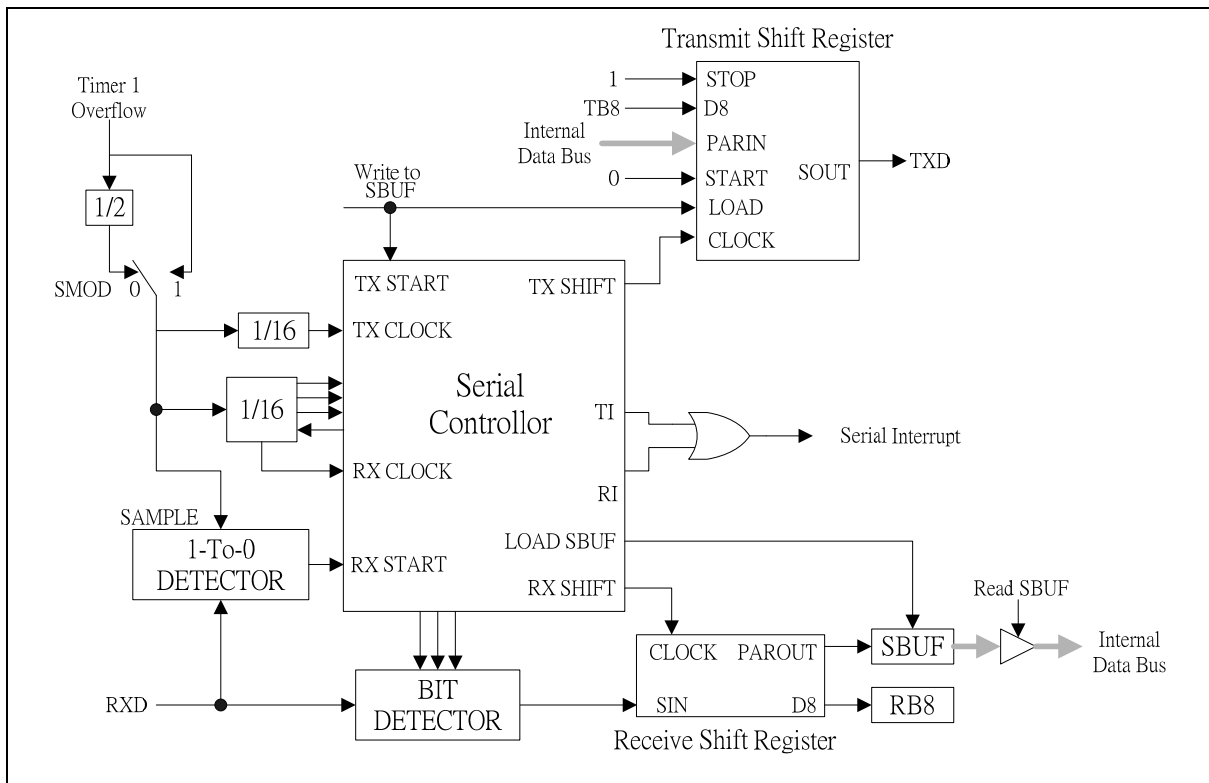 Transmit Shift Register
Timer 1
Overflow
1
STOP
TB8
D8
Internal
Data Bus
PARIN
SOUT
TXD
0
START
Write to
SBUF
LOAD
CLOCK
1/2
SMOD
0
1
TX START
TX SHIFT
1/16
TX CLOCK
1/16
Serial
Controllor
TI
Serial Interrupt
RX CLOCK
RI
SAMPLE
1-To-0
DETECTOR
RX START
LOAD SBUF
RX SHIFT
Read SBUF
CLOCK
PAROUT
SBUF
Internal
Data Bus
RXD
BIT
DETECTOR
SIN
D8
RB8
Receive Shift Register